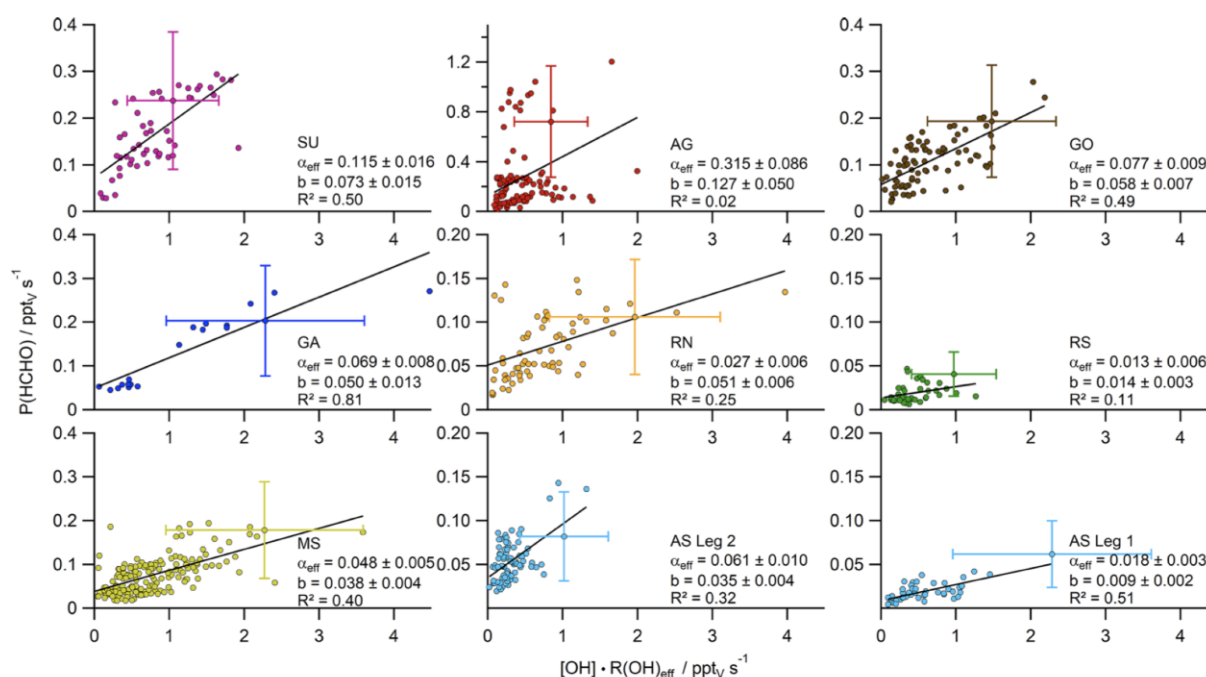 0.4
0.3
0.2
0.1
0
SU
αeff = 0.115 ± 0.016
b = 0.073 ± 0.015
R² = 0.50
1
2
3
4
1.2
0.8
0.4
0
AG
αeff = 0.315 ± 0.086
b = 0.127 ± 0.050
R² = 0.02
1
2
3
4
0.4
0.3
0.2
0.1
0
GO
αeff = 0.077 ± 0.009
b = 0.058 ± 0.007
R² = 0.49
1
2
3
4
P(HCHO) / pptv s⁻¹
0.4
0.3
0.2
0.1
0
GA
αeff = 0.069 ± 0.008
b = 0.050 ± 0.013
R² = 0.81
1
2
3
4
0.20
0.15
0.10
0.05
0
RN
αeff = 0.027 ± 0.006
b = 0.051 ± 0.006
R² = 0.25
1
2
3
4
0.20
0.15
0.10
0.05
0
RS
αeff = 0.013 ± 0.006
b = 0.014 ± 0.003
R² = 0.11
1
2
3
4
0.4
0.3
0.2
0.1
0
MS
αeff = 0.048 ± 0.005
b = 0.038 ± 0.004
R² = 0.40
0
1
2
3
4
0.20
0.15
0.10
0.05
AS Leg 2
αeff = 0.061 ± 0.010
b = 0.035 ± 0.004
R² = 0.32
0
1
2
3
4
0.20
0.15
0.10
0.05
AS Leg 1
αeff = 0.018 ± 0.003
b = 0.009 ± 0.002
R² = 0.51
0
1
2
3
4
[OH] • R(OH)eff / pptv s⁻¹